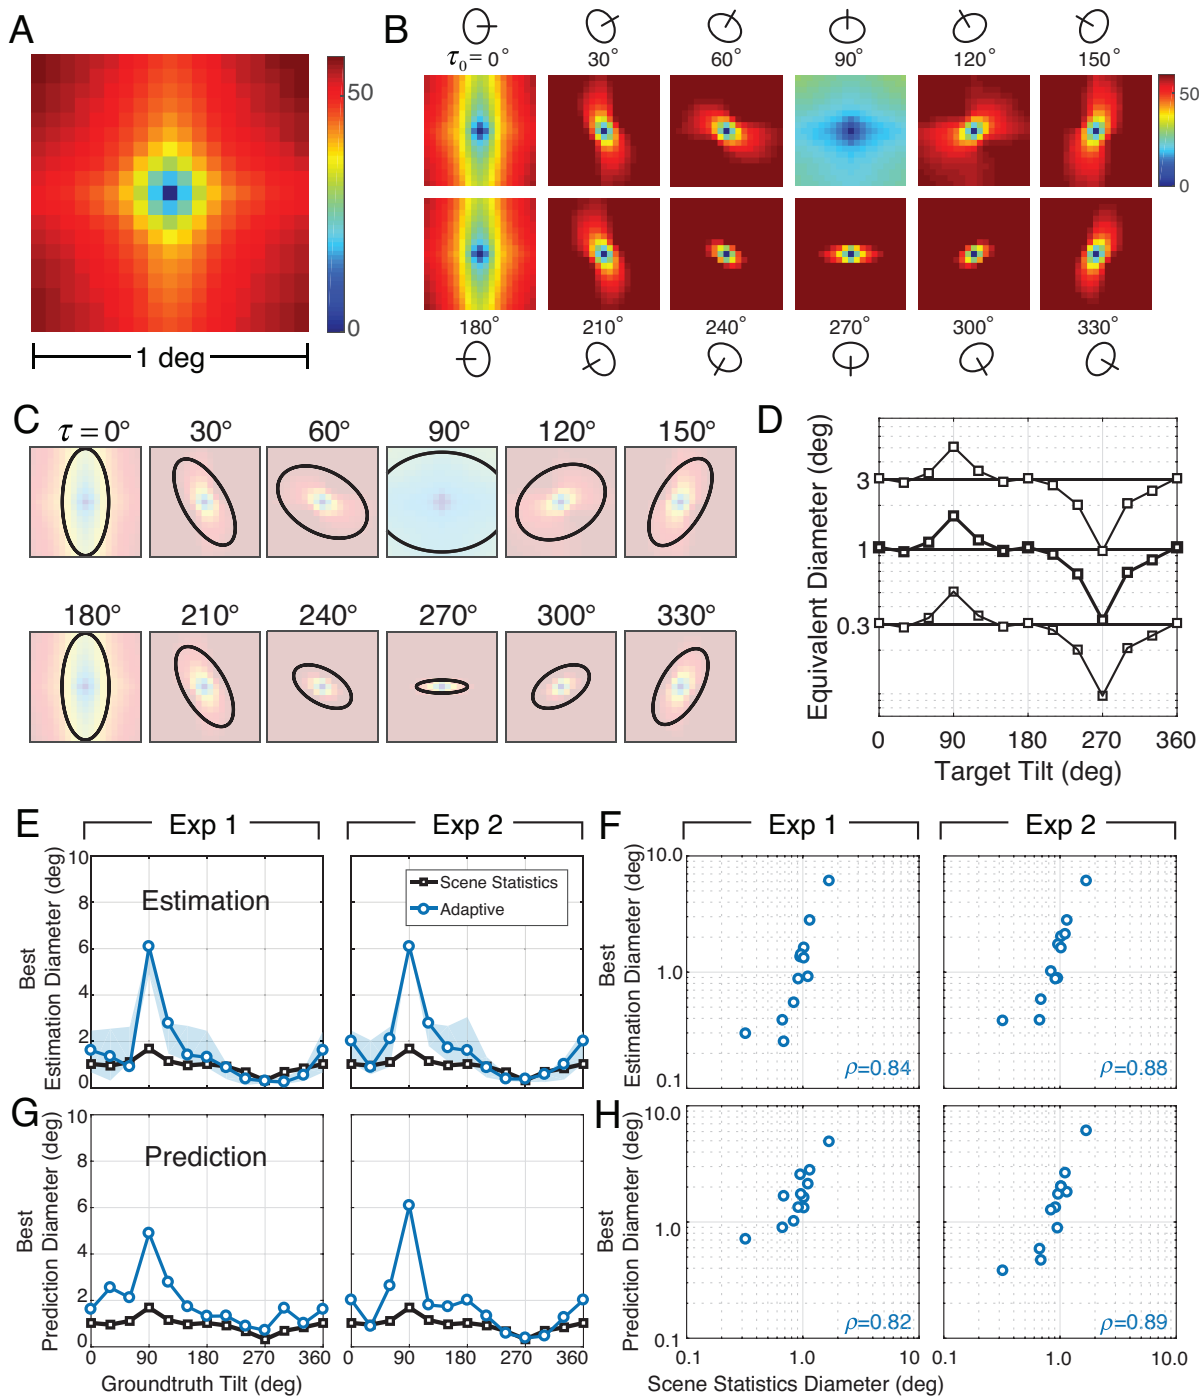 A
50
0
1 deg
B
τ₀ = 0° 30° 60° 90° 120° 150°
60
40
20
0
180° 210° 240° 270° 300° 330°
C
τ = 0° 30° 60° 90° 120° 150°
180° 210° 240° 270° 300° 330°
D
Equivalent Diameter (deg)
3
1
0.3
0 90 180 270 360
Target Tilt (deg)
E
Exp 1 Exp 2
Best
Estimation Diameter (deg)
10
8
6
4
2
0
Estimation
Scene Statistics
Adaptive
F
Exp 1 Exp 2
Best
Estimation Diameter (deg)
10.0
1.0
0.1
ρ=0.84
ρ=0.88
G
Best
Prediction Diameter (deg)
10
8
6
4
2
0
Prediction
0 90 180 270 360
0 90 180 270 360
Groundtruth Tilt (deg)
H
Best
Prediction Diameter (deg)
10.0
1.0
0.1
ρ=0.82
ρ=0.89
0.1 1.0 10.0
0.1 1.0 10.0
Scene Statistics Diameter (deg)